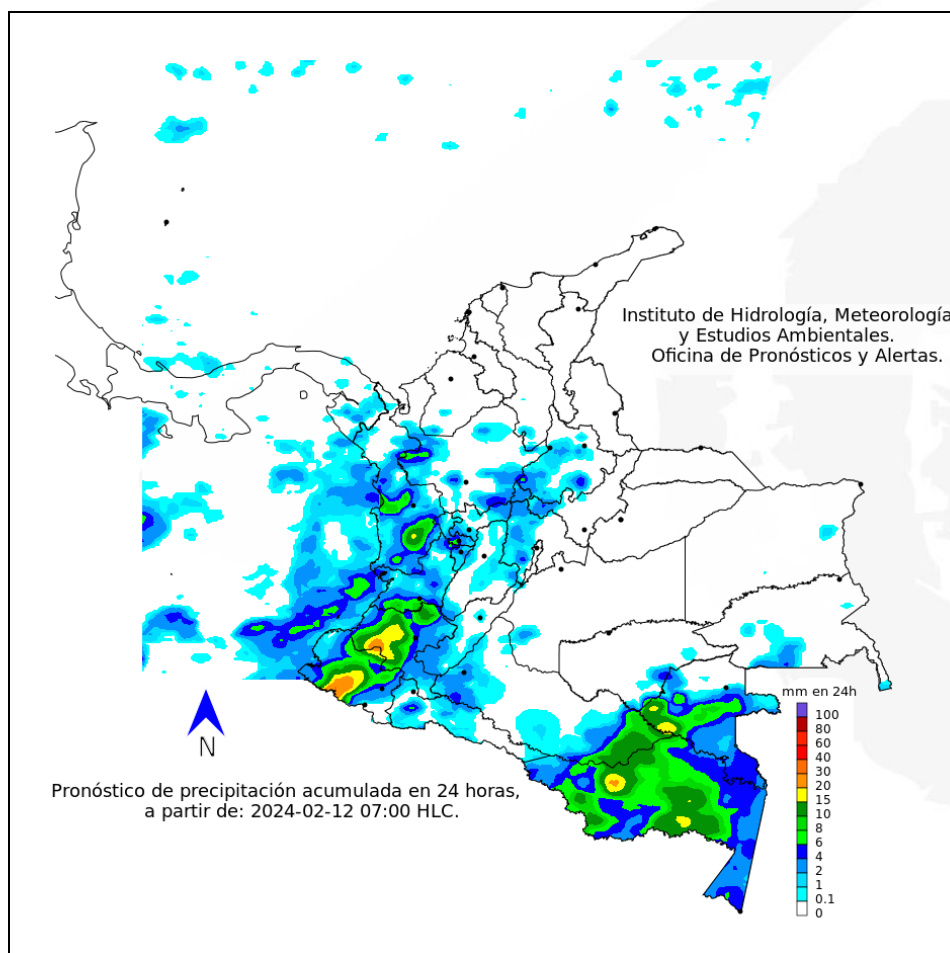 Instituto de Hidrología, Meteorología
y Estudios Ambientales.
Oficina de Pronósticos y Alertas.
mm en 24h
100
80
60
40
30
20
15
10
8
6
4
2
1
0.1
0
N
Pronóstico de precipitación acumulada en 24 horas,
a partir de: 2024-02-12 07:00 HLC.